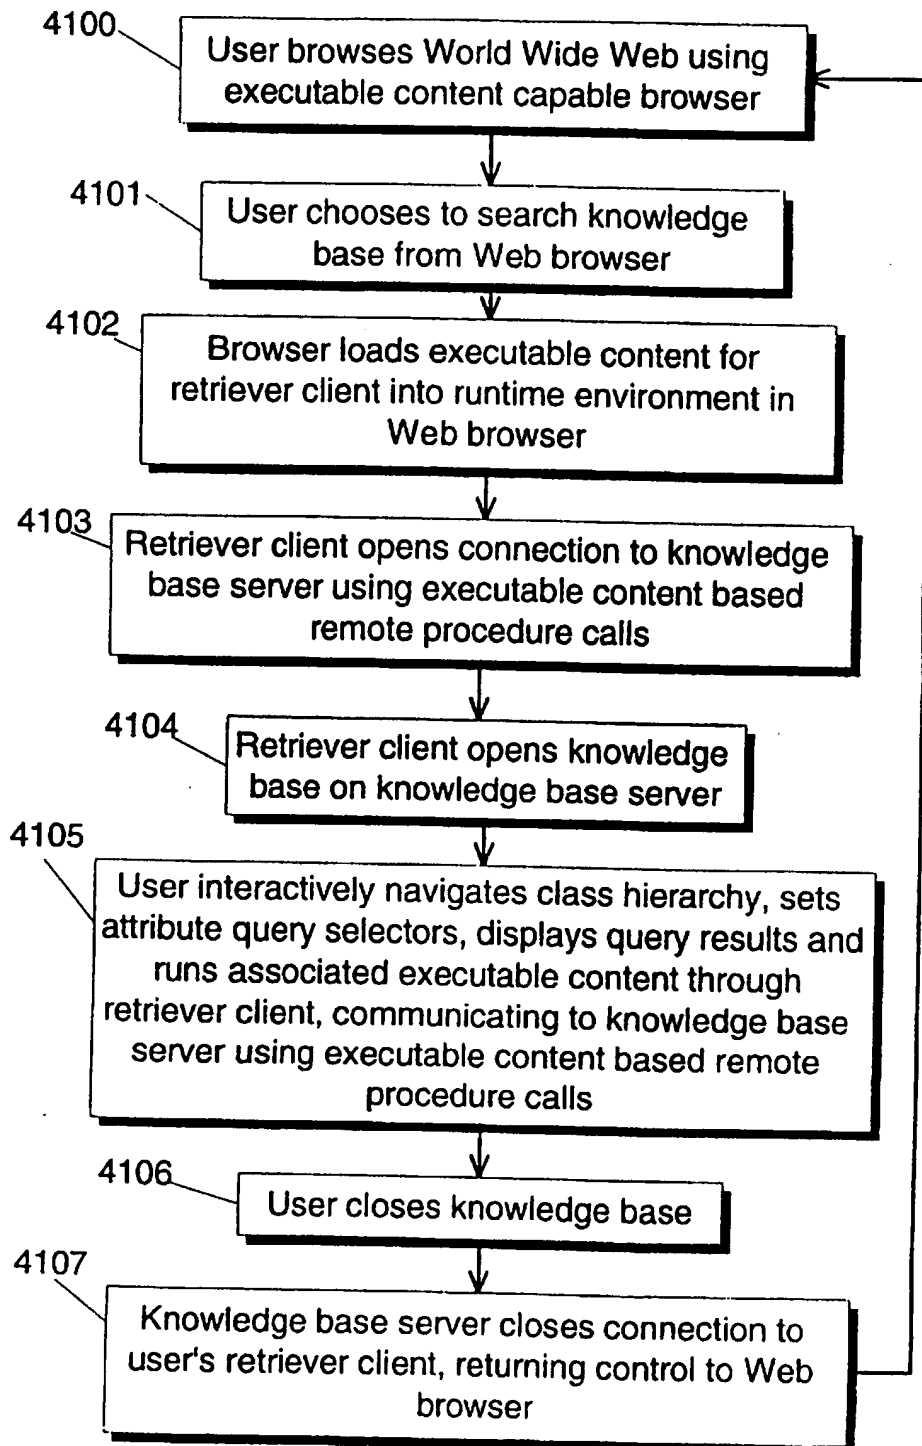 4100
User browses World Wide Web using
executable content capable browser
4101
User chooses to search knowledge
base from Web browser
4102
Browser loads executable content for
retriever client into runtime environment in
Web browser
4103
Retriever client opens connection to knowledge
base server using executable content based
remote procedure calls
4104
Retriever client opens knowledge
base on knowledge base server
4105
User interactively navigates class hierarchy, sets
attribute query selectors, displays query results and
runs associated executable content through
retriever client, communicating to knowledge base
server using executable content based remote
procedure calls
4106
User closes knowledge base
4107
Knowledge base server closes connection to
user's retriever client, returning control to Web
browser